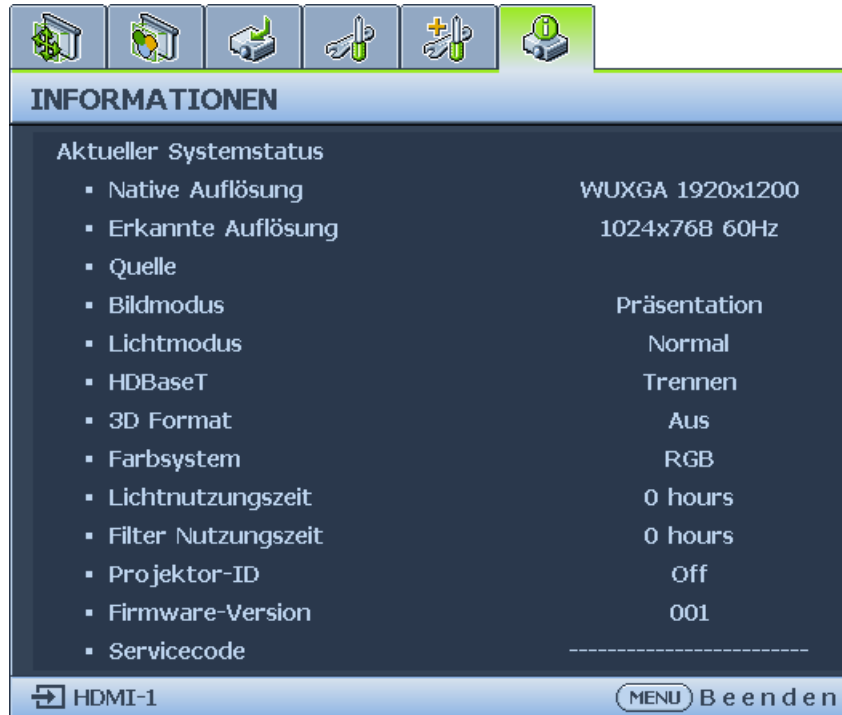 INFORMATIONEN
Aktueller Systemstatus
▪ Native Auflösung WUXGA 1920x1200
▪ Erkannte Auflösung 1024x768 60Hz
▪ Quelle
▪ Bildmodus Präsentation
▪ Lichtmodus Normal
▪ HDBaseT Trennen
▪ 3D Format Aus
▪ Farbsystem RGB
▪ Lichtnutzungszeit 0 hours
▪ Filter Nutzungszeit 0 hours
▪ Projektor-ID Off
▪ Firmware-Version 001
▪ Servicecode -------------------------
HDMI-1 MENU Beenden